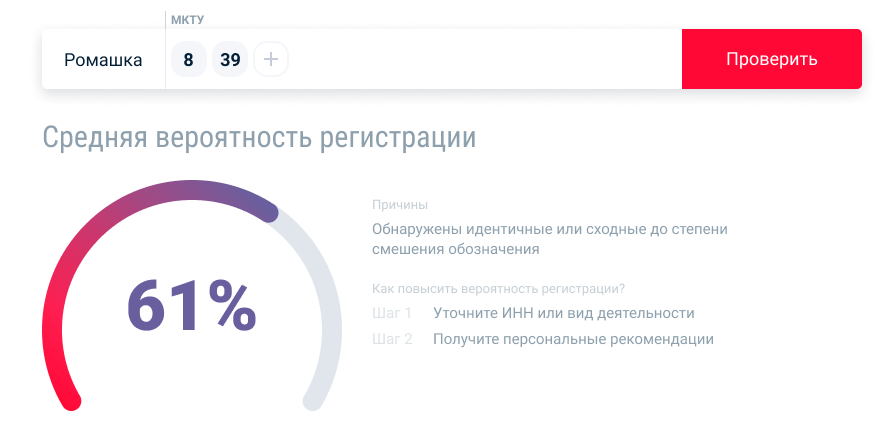 МКТУ
Ромашка 8 39 + Проверить
Средняя вероятность регистрации
61%
Причины
Обнаружены идентичные или сходные до степени
смешения обозначения
Как повысить вероятность регистрации?
Шаг 1 Уточните ИНН или вид деятельности
Шаг 2 Получите персональные рекомендации